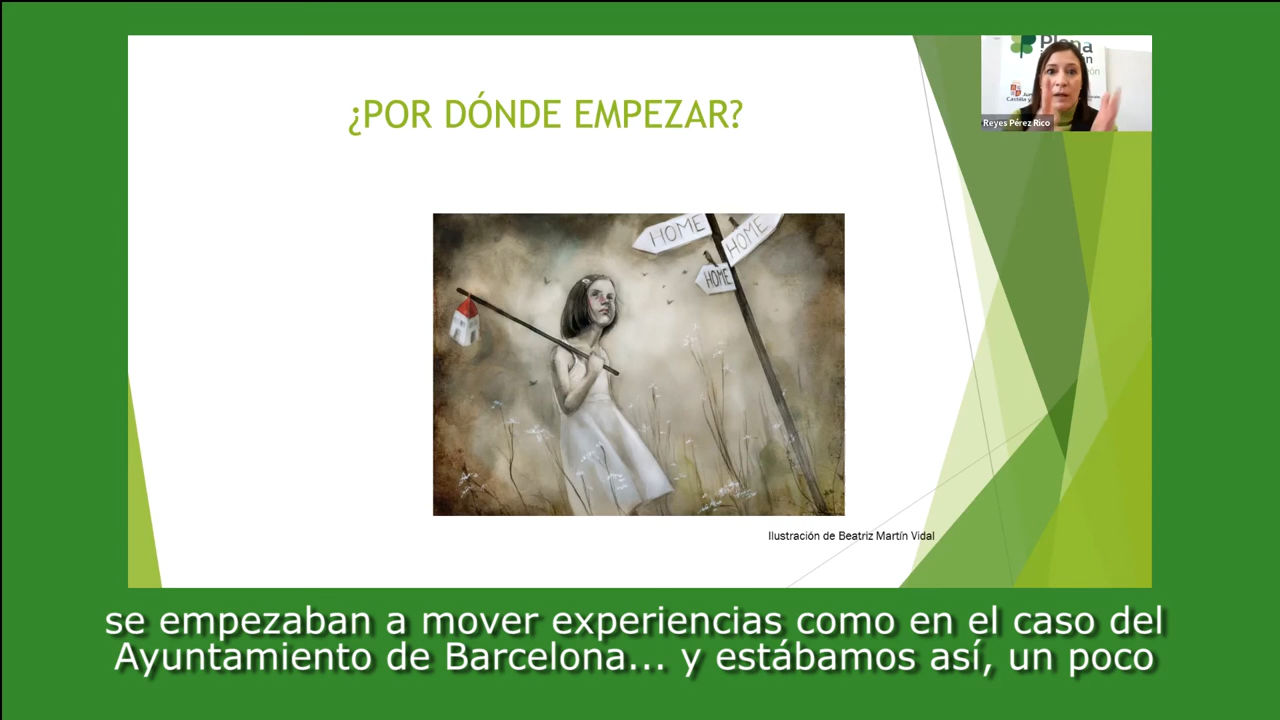 ¿POR DÓNDE EMPEZAR?
Plena
Reyes Pérez Rico
HOME
HOME
HOME
Ilustración de Beatriz Martín Vidal
se empezaban a mover experiencias como en el caso del
Ayuntamiento de Barcelona... y estábamos así, un poco